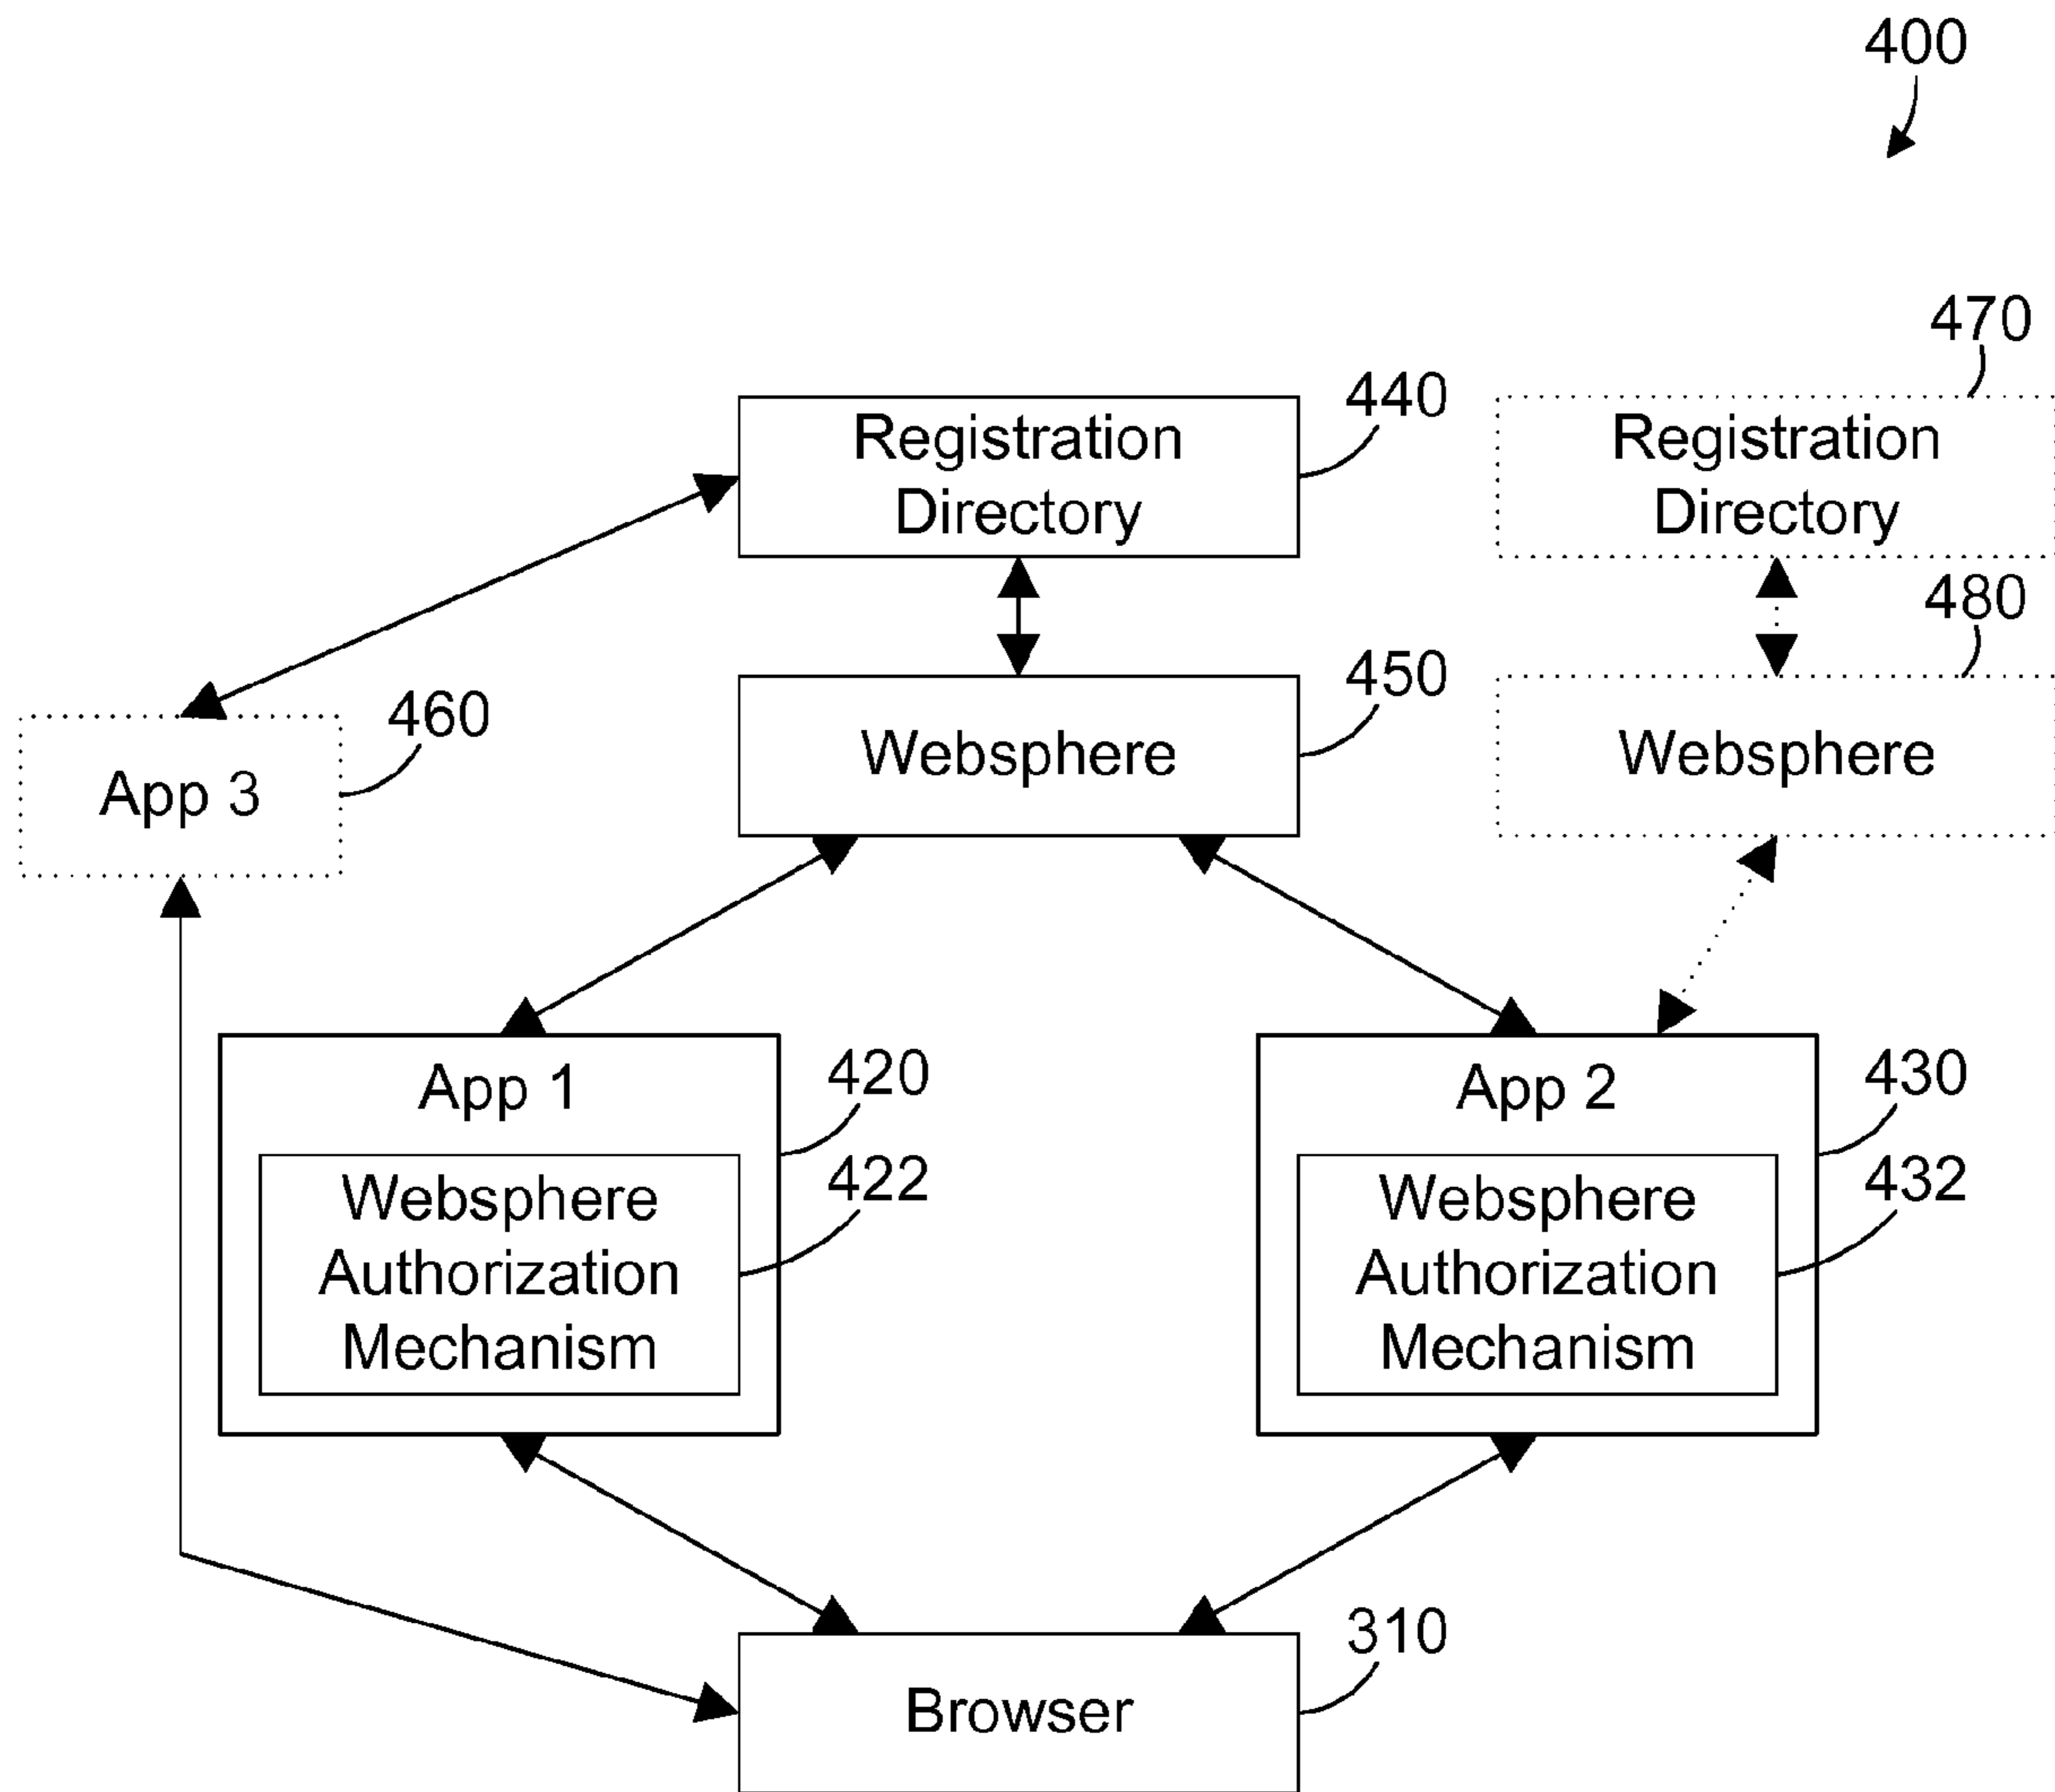 400
470
440
Registration
Directory
Registration
Directory
480
450
460
Websphere
Websphere
App 3
App 1
420
App 2
430
422
432
Websphere
Authorization
Mechanism
Websphere
Authorization
Mechanism
310
Browser